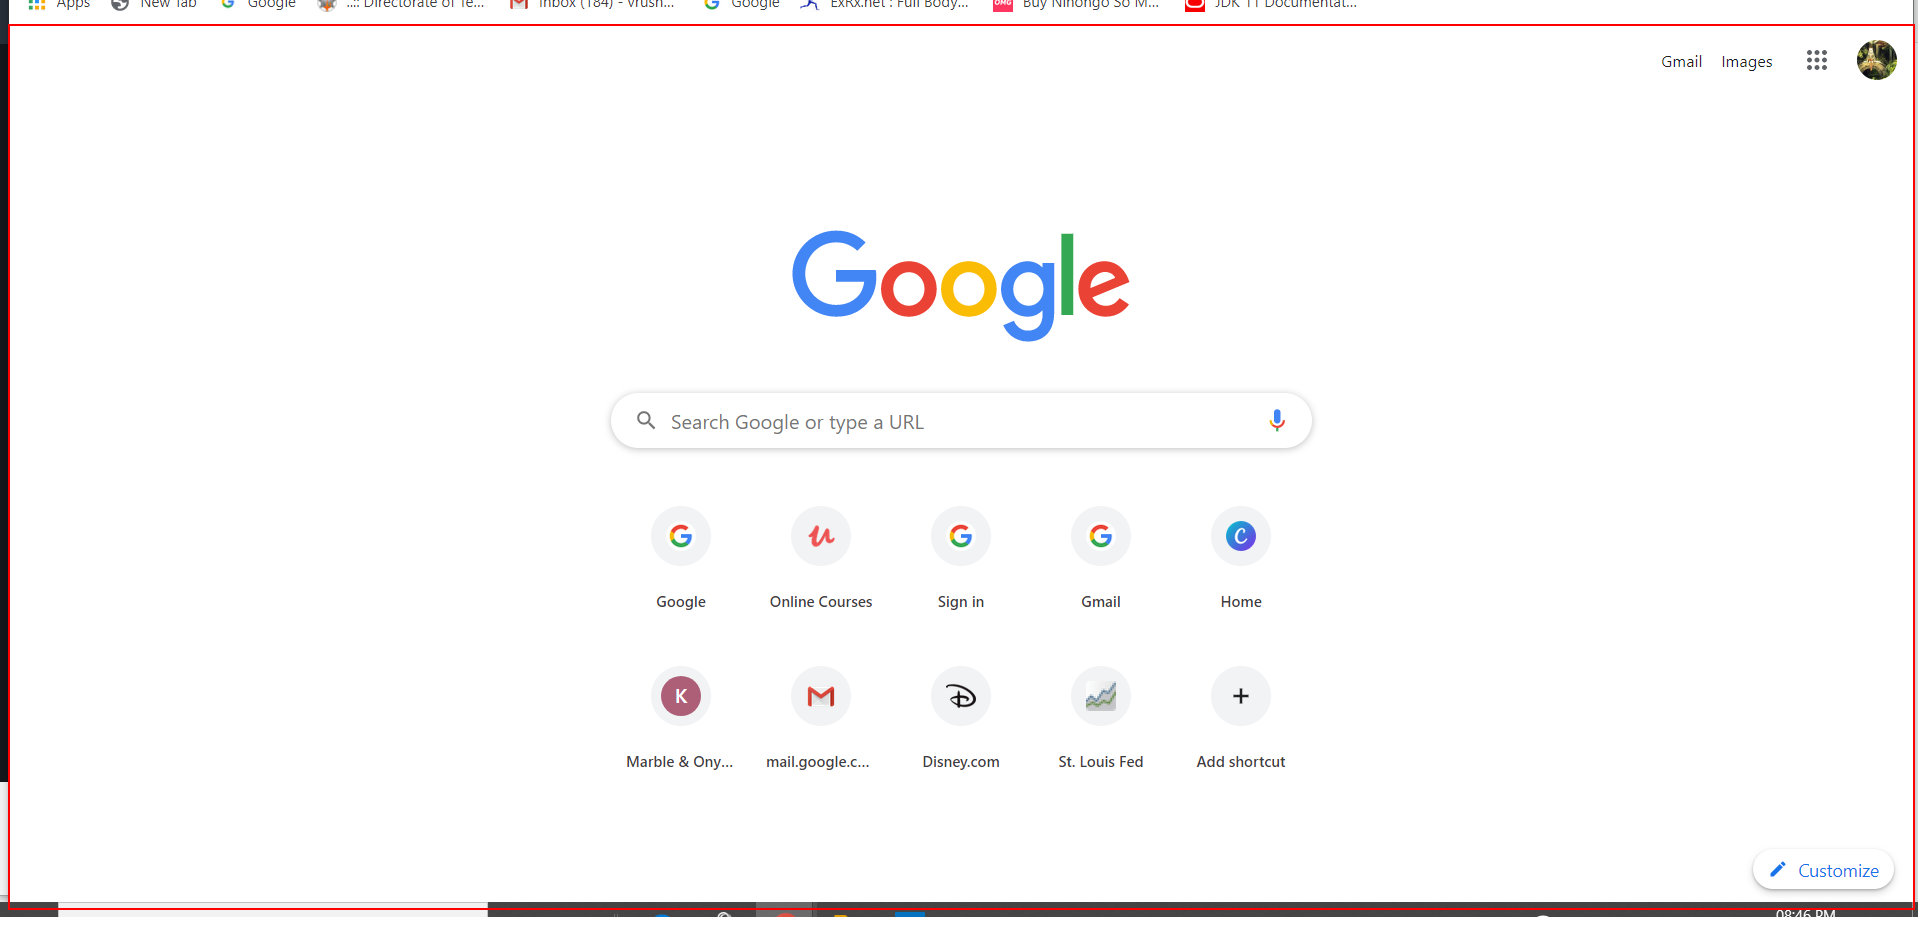 Apps New Tab Google ..:: Directorate of Te... Inbox (184) - vrush... Google ExRx.net : Full Body... OMG Buy Nihongo So M... JDK 11 Documentat...
Gmail Images
Google
Search Google or type a URL
Google Online Courses Sign in Gmail Home
K
Marble & Ony... mail.google.c... Disney.com St. Louis Fed Add shortcut
Customize
08:46 PM